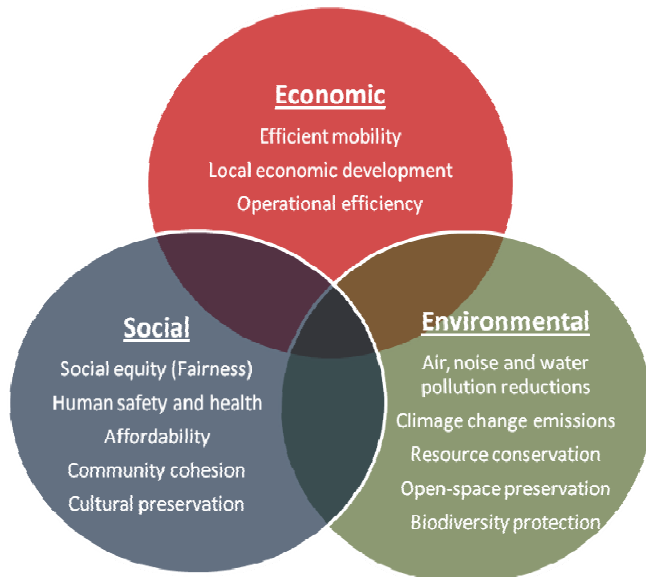 Economic
Efficient mobility
Local economic development
Operational efficiency
Social
Social equity (Fairness)
Human safety and health
Affordability
Community cohesion
Cultural preservation
Environmental
Air, noise and water
pollution reductions
Climage change emissions
Resource conservation
Open-space preservation
Biodiversity protection